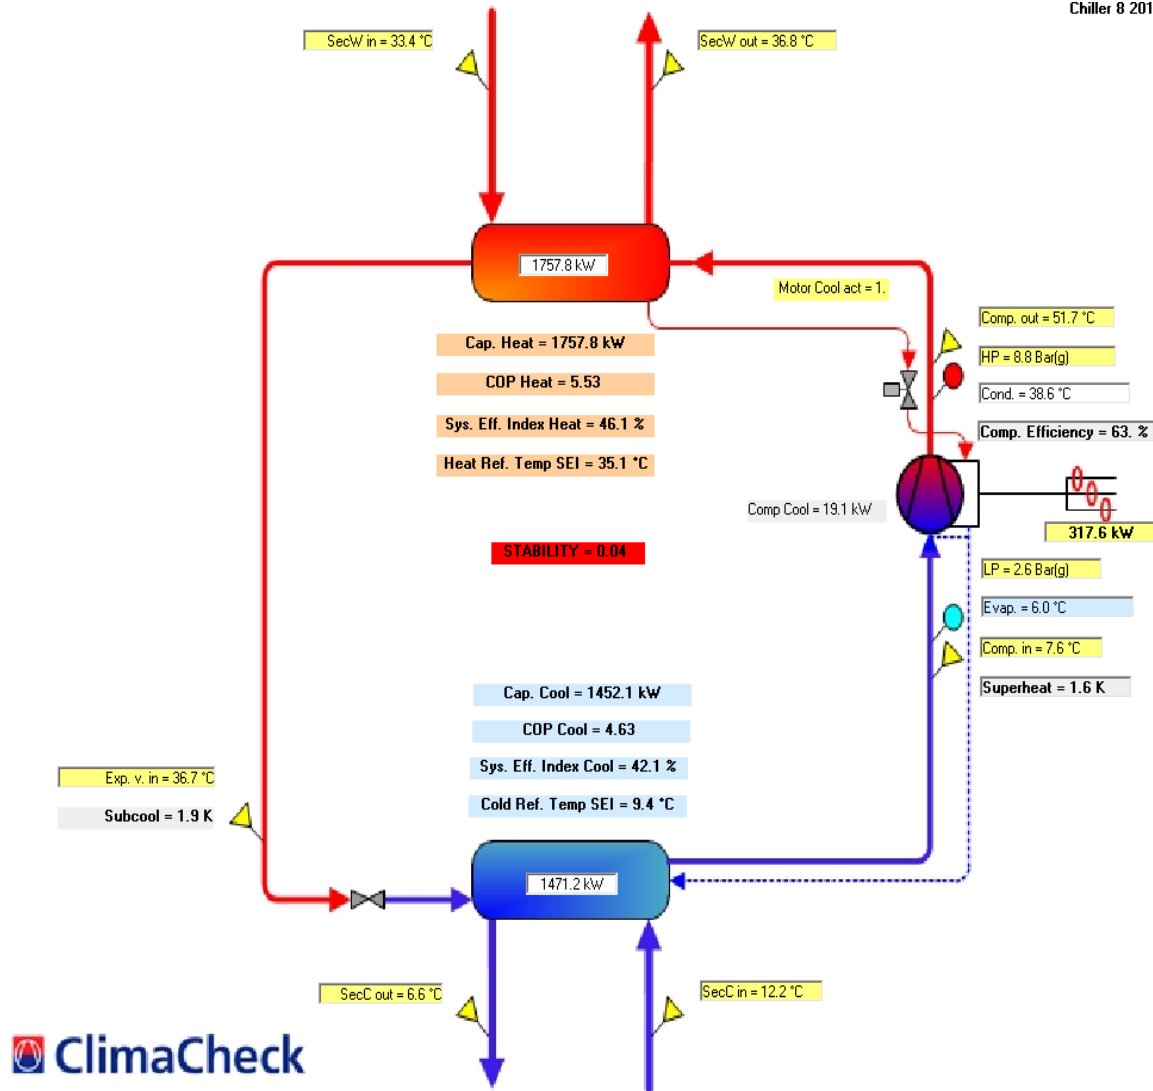 Chiller 8 201
SecW in = 33.4 °C
SecW out = 36.8 °C
1757.8 kW
Motor Cool act = 1.
Comp. out = 51.7 °C
HP = 8.8 Bar(g)
Cond. = 38.6 °C
Comp. Efficiency = 63. %
Cap. Heat = 1757.8 kW
COP Heat = 5.53
Sys. Eff. Index Heat = 46.1 %
Heat Ref. Temp SEI = 35.1 °C
Comp Cool = 19.1 kW
317.6 kW
STABILITY = 0.04
LP = 2.6 Bar(g)
Evap. = 6.0 °C
Comp. in = 7.6 °C
Superheat = 1.6 K
Cap. Cool = 1452.1 kW
COP Cool = 4.63
Sys. Eff. Index Cool = 42.1 %
Cold Ref. Temp SEI = 9.4 °C
Exp. v. in = 36.7 °C
Subcool = 1.9 K
1471.2 kW
SecC out = 6.6 °C
SecC in = 12.2 °C
ClimaCheck